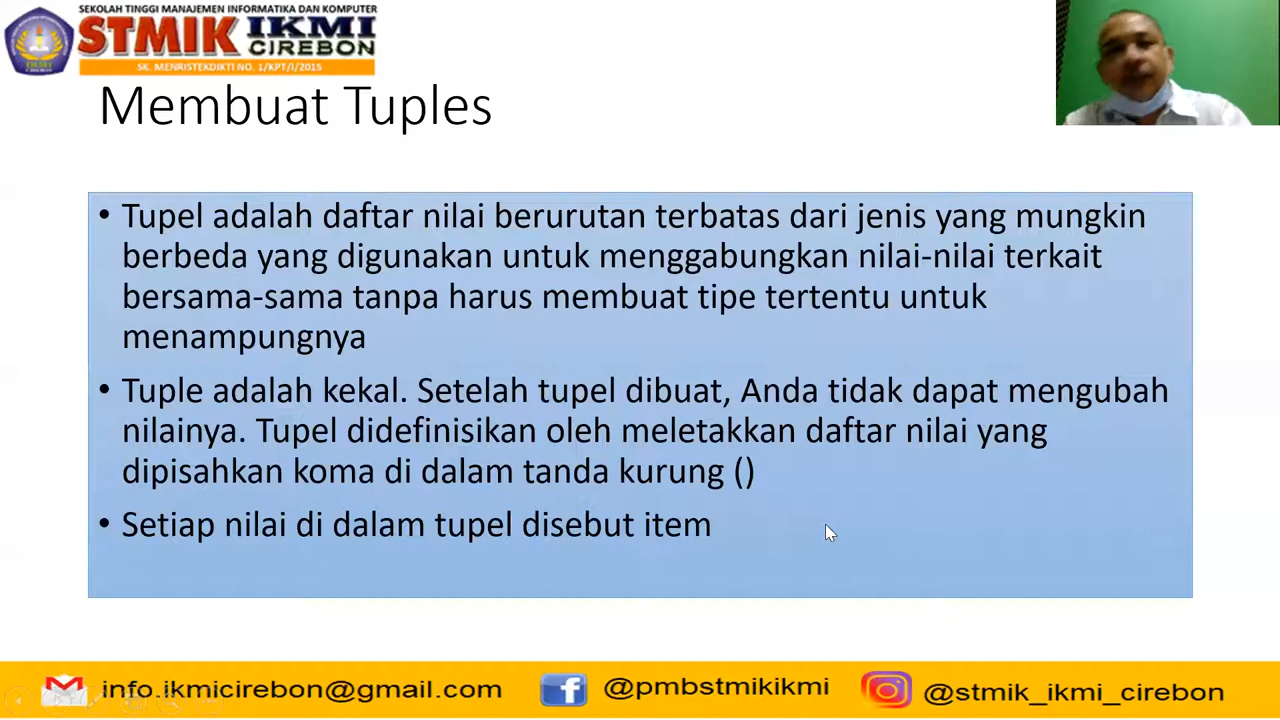 SEKOLAH TINGGI MANAJEMEN INFORMATIKA DAN KOMPUTER
STMIK IKMI
CIREBON
SK. MENRISTEKDIKTI NO. 1/KPT/I/2015
Membuat Tuples
• Tupel adalah daftar nilai berurutan terbatas dari jenis yang mungkin
berbeda yang digunakan untuk menggabungkan nilai-nilai terkait
bersama-sama tanpa harus membuat tipe tertentu untuk
menampungnya
• Tuple adalah kekal. Setelah tupel dibuat, Anda tidak dapat mengubah
nilainya. Tupel didefinisikan oleh meletakkan daftar nilai yang
dipisahkan koma di dalam tanda kurung ()
• Setiap nilai di dalam tupel disebut item
info.ikmicirebon@gmail.com
@pmbstmikikmi
@stmik_ikmi_cirebon